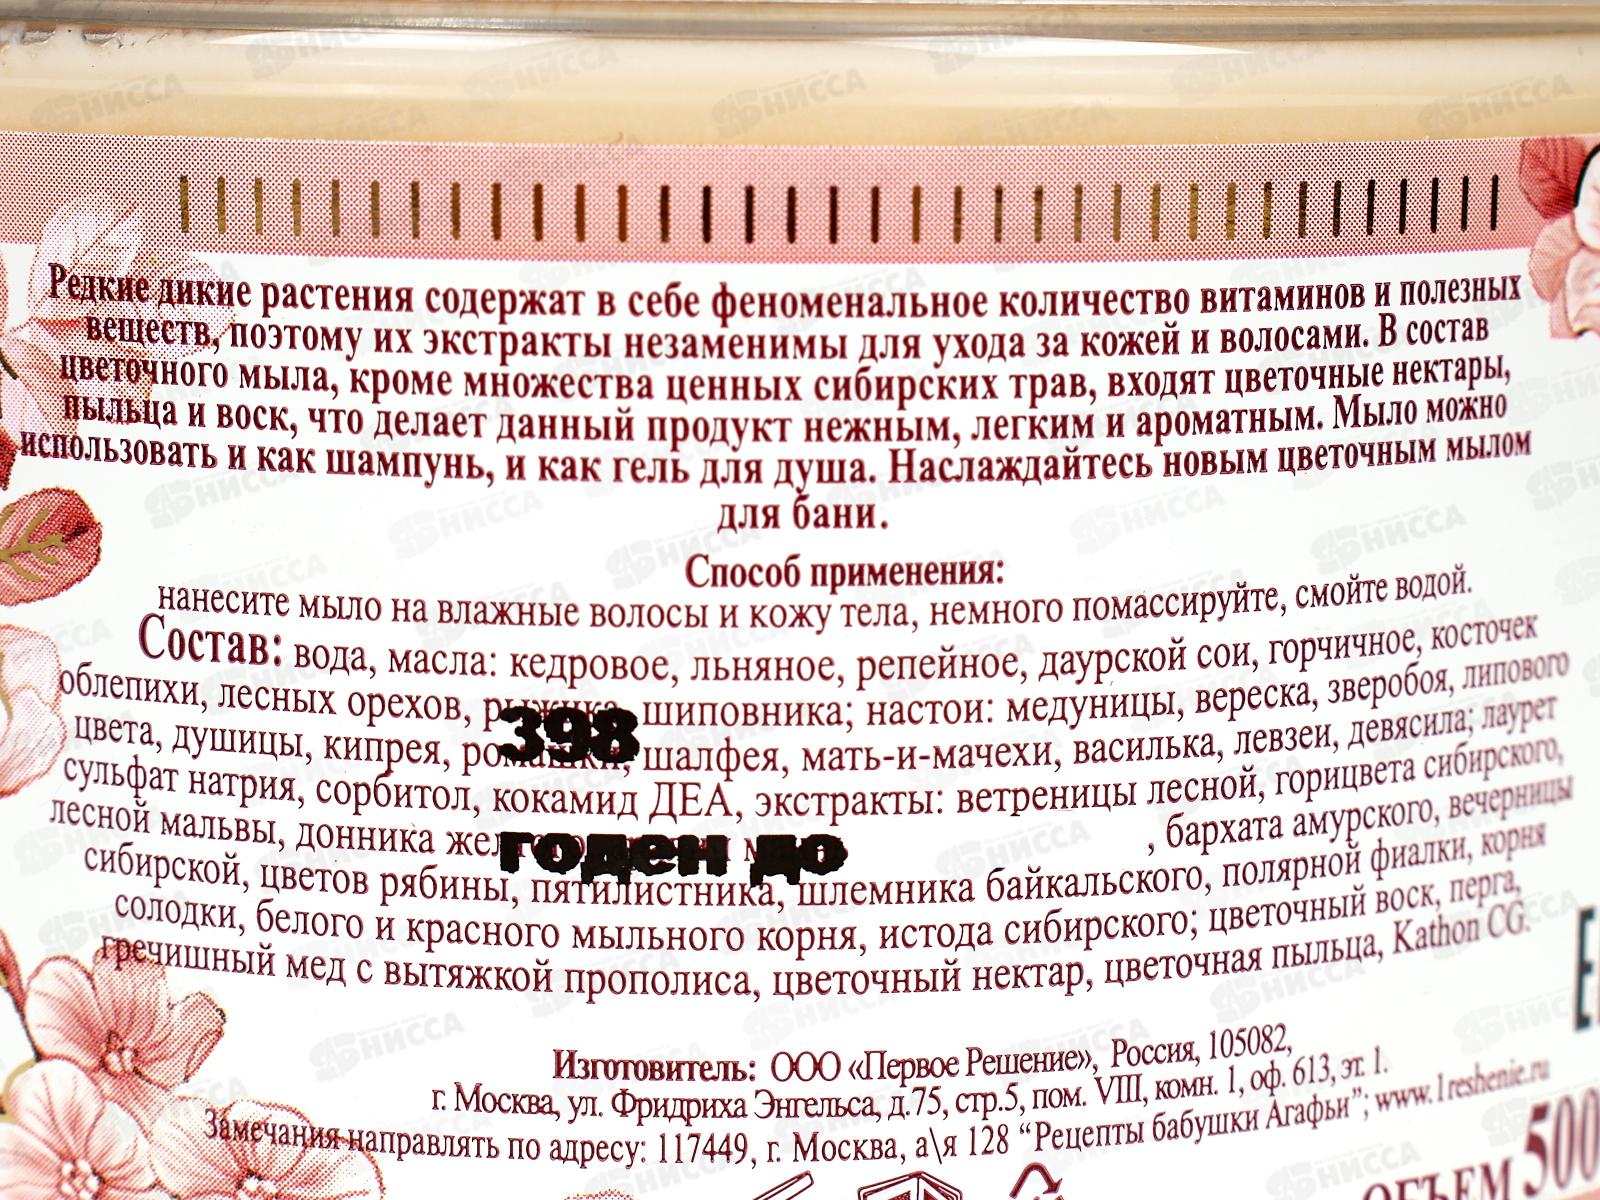 Редкие дикие растения содержат в себе феноменальное количество витаминов и полезных
веществ, поэтому их экстракты незаменимы для ухода за кожей и волосами. В состав
цветочного мыла, кроме множества ценных сибирских трав, входят цветочные нектары,
пыльца и воск, что делает данный продукт нежным, легким и ароматным. Мыло можно
использовать и как шампунь, и как гель для душа. Наслаждайтесь новым цветочным мылом
для бани.
Способ применения:
нанесите мыло на влажные волосы и кожу тела, немного помассируйте, смойте водой.
Состав: вода, масла: кедровое, льняное, репейное, даурской сои, горчичное, косточек
облепихи, лесных орехов, рыжика, шиповника; настои: медуницы, вереска, зверобоя, липового
398
цвета, душицы, кипрея, ромашки, шалфея, мать-и-мачехи, василька, левзеи, девясила; лаурет
сульфат натрия, сорбитол, кокамид ДЕА, экстракты: ветреницы лесной, горицвета сибирского,
лесной мальвы, донника , бархата амурского, вечерницы
годен до
сибирской, цветов рябины, пятилистника, шлемника байкальского, полярной фиалки, корня
солодки, белого и красного мыльного корня, истода сибирского; цветочный воск, перга,
гречишный мед с вытяжкой прополиса, цветочный нектар, цветочная пыльца, Kathon CG.
Изготовитель: ООО «Первое Решение», Россия, 105082,
г. Москва, ул. Фридриха Энгельса, д.75, стр.5, пом. VIII, комн. 1, оф. 613, эт. 1.
Замечания направлять по адресу: 117449, г. Москва, а\я 128 “Рецепты бабушки Агафьи”; www.1reshenie.ru
ОБЪЕМ 500
НИССА